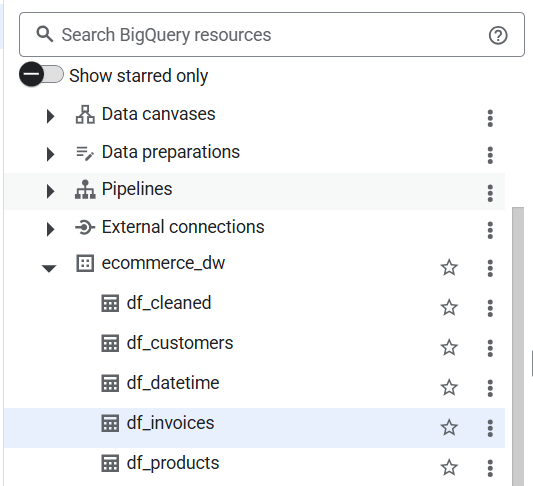 Search BigQuery resources
Show starred only
Data canvases
Data preparations
Pipelines
External connections
ecommerce_dw
df_cleaned
df_customers
df_datetime
df_invoices
df_products